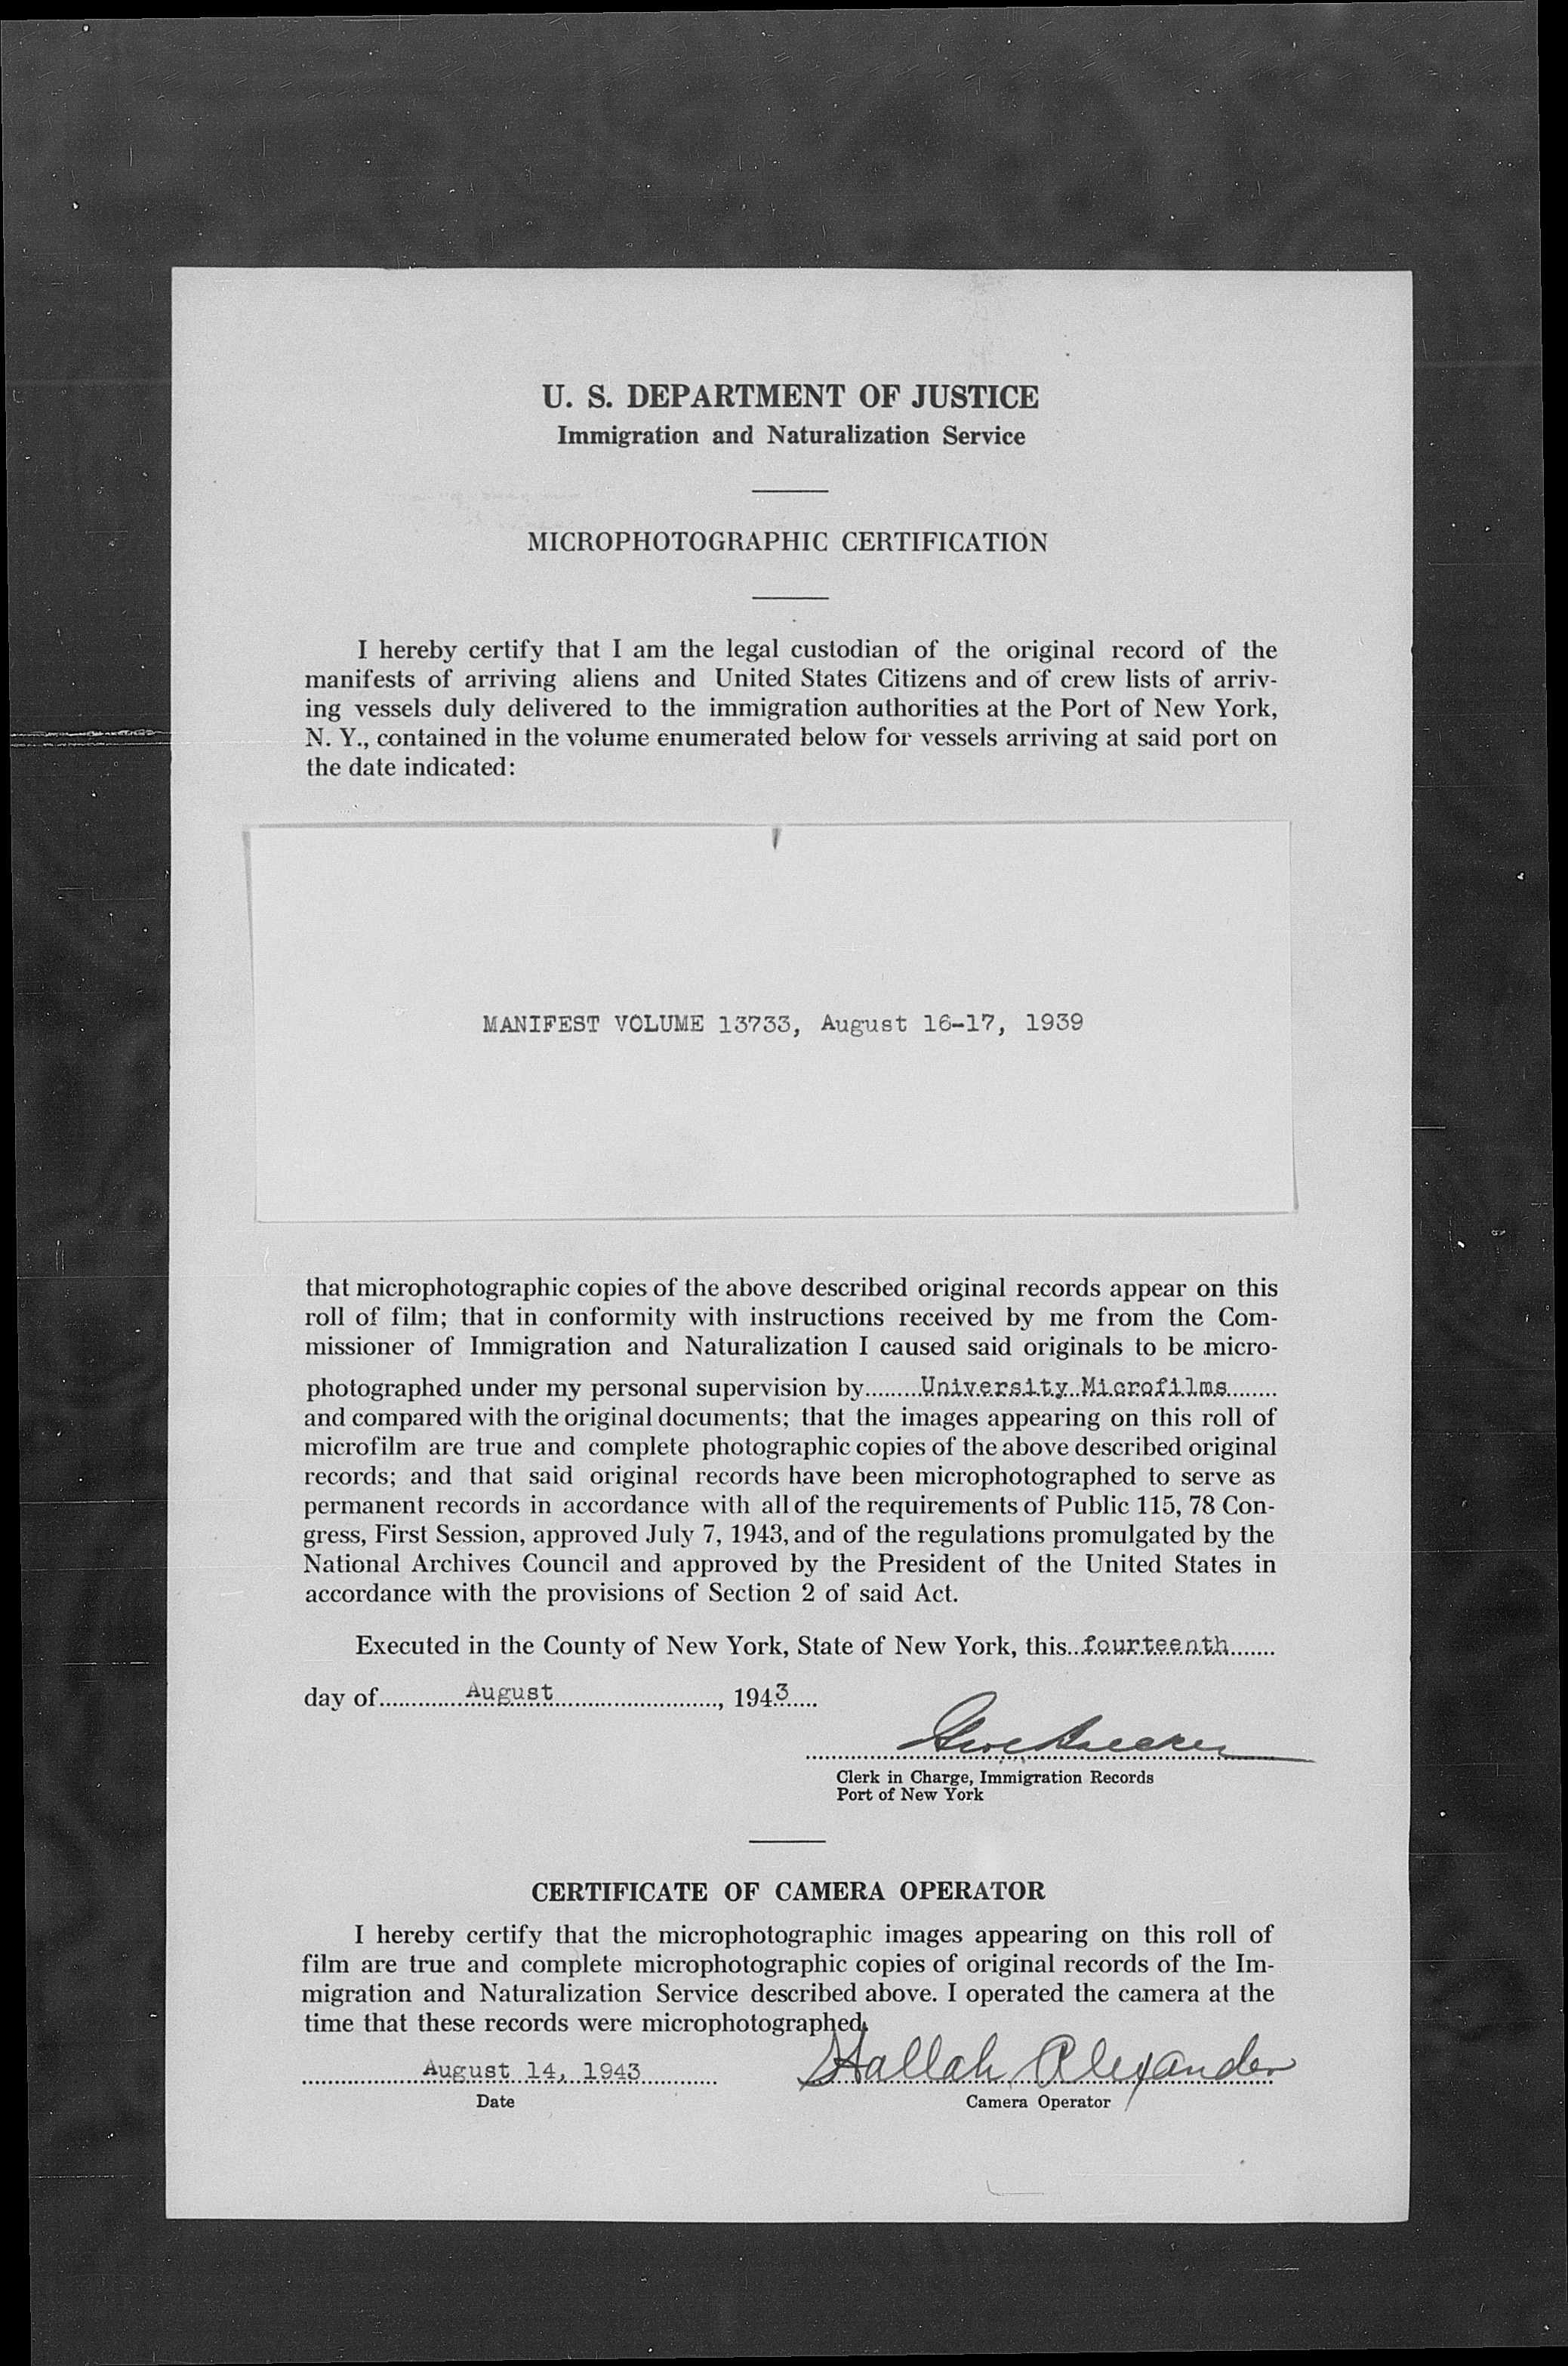 U. S. DEPARTMENT OF JUSTICE
Immigration and Naturalization Service
MICROPHOTOGRAPHIC CERTIFICATION
I hereby certify that I am the legal custodian of the original record of the
manifests of arriving aliens and United States Citizens and of crew lists of arriv-
ing vessels duly delivered to the immigration authorities at the Port of New York,
N. Y., contained in the volume enumerated below for vessels arriving at said port on
the date indicated:
MANIFEST VOLUME 13733, August 16-17, 1939
that microphotographic copies of the above described original records appear on this
roll of film; that in conformity with instructions received by me from the Com-
missioner of Immigration and Naturalization I caused said originals to be micro-
photographed under my personal supervision by University Microfilms
and compared with the original documents; that the images appearing on this roll of
microfilm are true and complete photographic copies of the above described original
records; and that said original records have been microphotographed to serve as
permanent records in accordance with all of the requirements of Public 115, 78 Con-
gress, First Session, approved July 7, 1943, and of the regulations promulgated by the
National Archives Council and approved by the President of the United States in
accordance with the provisions of Section 2 of said Act.
Executed in the County of New York, State of New York, this fourteenth
day of August, 1943
Clerk in Charge, Immigration Records
Port of New York
CERTIFICATE OF CAMERA OPERATOR
I hereby certify that the microphotographic images appearing on this roll of
film are true and complete microphotographic copies of original records of the Im-
migration and Naturalization Service described above. I operated the camera at the
time that these records were microphotographed.
August 14, 1943 Hallah Alexander
Date Camera Operator